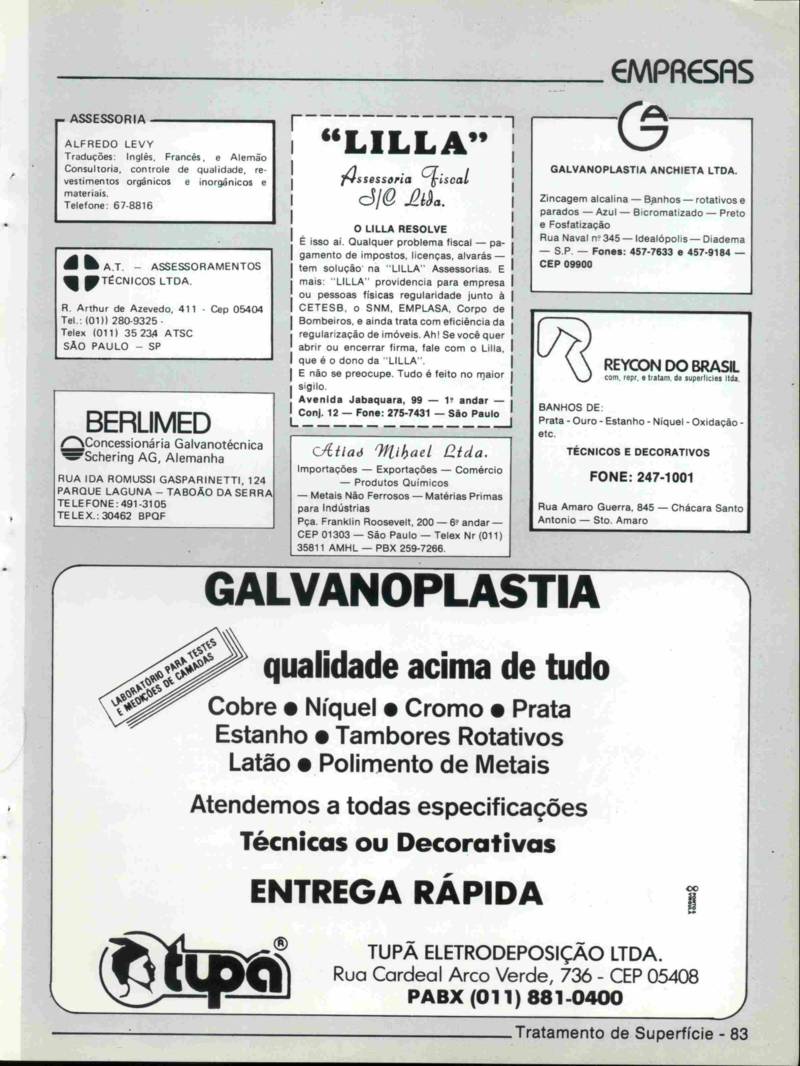 EMPRESAS
ASSESSORIA
ALFREDO LEVY
Traduções: Inglês, Francês, e Alemão
Consultoria, controle de qualidade, re-
vestimentos orgânicos e inorgânicos e
materiais.
Telefone: 67-8816
A.T. — ASSESSORAMENTOS
TÉCNICOS LTDA.
R. Arthur de Azevedo, 411 - Cep 05404
Tel.: (01)) 280-9325 -
Telex (011) 35 234 ATSC
SÃO PAULO — SP
BERLIMED
Concessionária Galvanotécnica
Schering AG, Alemanha
RUA IDA ROMUSSI GASPARINETTI, 124
PARQUE LAGUNA — TABOÃO DA SERRA
TELEFONE: 491-3105
TELEX.: 30462 BPQF
"LILLA"
Assessoria Fiscal
S/C Ltda.
O LILLA RESOLVE
É isso aí. Qualquer problema fiscal — pa-
gamento de impostos, licenças, alvarás —
tem solução na "LILLA" Assessorias. E
mais: "LILLA" providencia para empresa
ou pessoas físicas regularidade junto à
CETESB, o SNM, EMPLASA, Corpo de
Bombeiros, e ainda trata com eficiência da
regularização de imóveis. Ah! Se você quer
abrir ou encerrar firma, fale com o Lilla,
que é o dono da "LILLA".
E não se preocupe. Tudo é feito no maior
sigilo.
Avenida Jabaquara, 99 — 1º andar —
Conj. 12 — Fone: 275-7431 — São Paulo
Atias Mihael Ltda.
Importações — Exportações — Comércio
— Produtos Químicos
— Metais Não Ferrosos — Matérias Primas
para Indústrias
Pça. Franklin Roosevelt, 200 — 6º andar —
CEP 01303 — São Paulo — Telex Nr (011)
35811 AMHL — PBX 259-7266.
GALVANOPLASTIA ANCHIETA LTDA.
Zincagem alcalina — Banhos — rotativos e
parados — Azul — Bicromatizado — Preto
e Fosfatização
Rua Naval nº 345 — Idealópolis — Diadema
— S.P. — Fones: 457-7633 e 457-9184 —
CEP 09900
REYCON DO BRASIL
com, repr, e tratam, de superfícies ltda.
BANHOS DE:
Prata - Ouro - Estanho - Níquel - Oxidação -
etc.
TÉCNICOS E DECORATIVOS
FONE: 247-1001
Rua Amaro Guerra, 845 — Chácara Santo
Antonio — Sto. Amaro
GALVANOPLASTIA
LABORATÓRIO PARA TESTES
E MEDIÇÕES DE CAMADAS
qualidade acima de tudo
Cobre ● Níquel ● Cromo ● Prata
Estanho ● Tambores Rotativos
Latão ● Polimento de Metais
Atendemos a todas especificações
Técnicas ou Decorativas
ENTREGA RÁPIDA
PONTO & VÍRGULA
tupã ®
TUPÃ ELETRODEPOSIÇÃO LTDA.
Rua Cardeal Arco Verde, 736 - CEP 05408
PABX (011) 881-0400
Tratamento de Superfície - 83